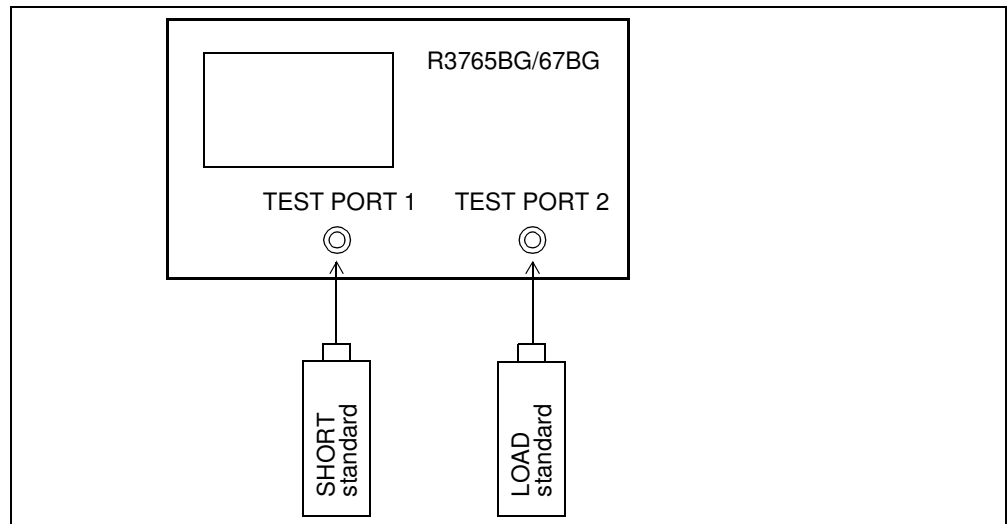 R3765BG/67BG
TEST PORT 1
TEST PORT 2
SHORT
standard
LOAD
standard